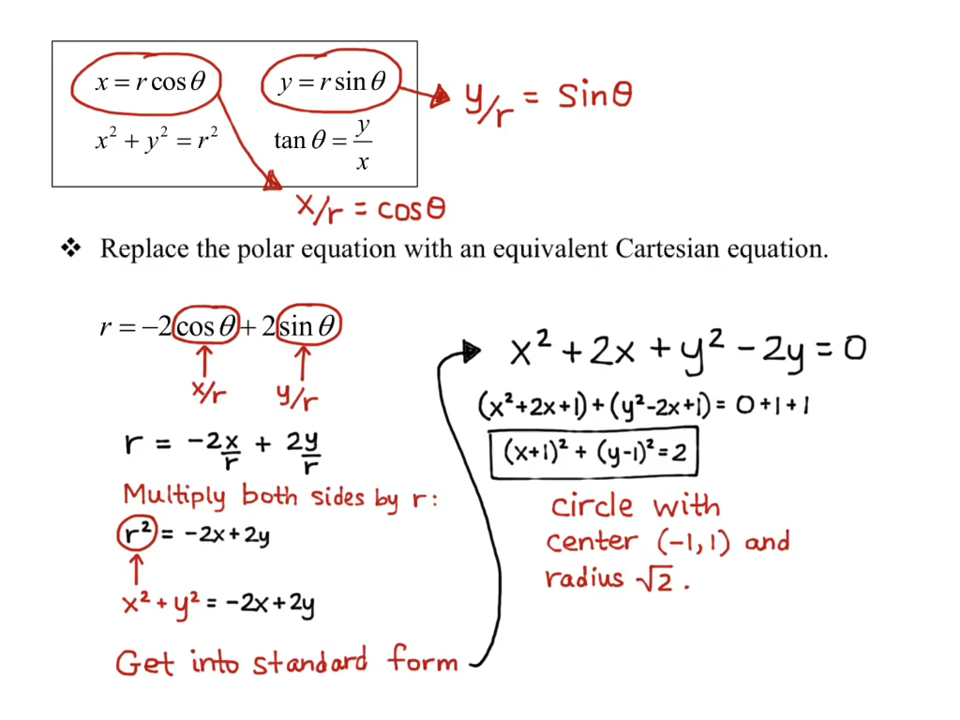 x = r cos θ y = r sin θ y/r = sinθ
x² + y² = r² tan θ = y/x
x/r = cosθ
❖ Replace the polar equation with an equivalent Cartesian equation.
r = −2cos θ + 2sin θ
x/r y/r
r = -2x/r + 2y/r
Multiply both sides by r:
r² = -2x+2y
x² + y² = -2x+2y
Get into standard form
x² + 2x + y² - 2y = 0
(x²+2x+1)+(y²-2x+1) = 0+1+1
(x+1)² + (y-1)² = 2
circle with
center (-1,1) and
radius √2.